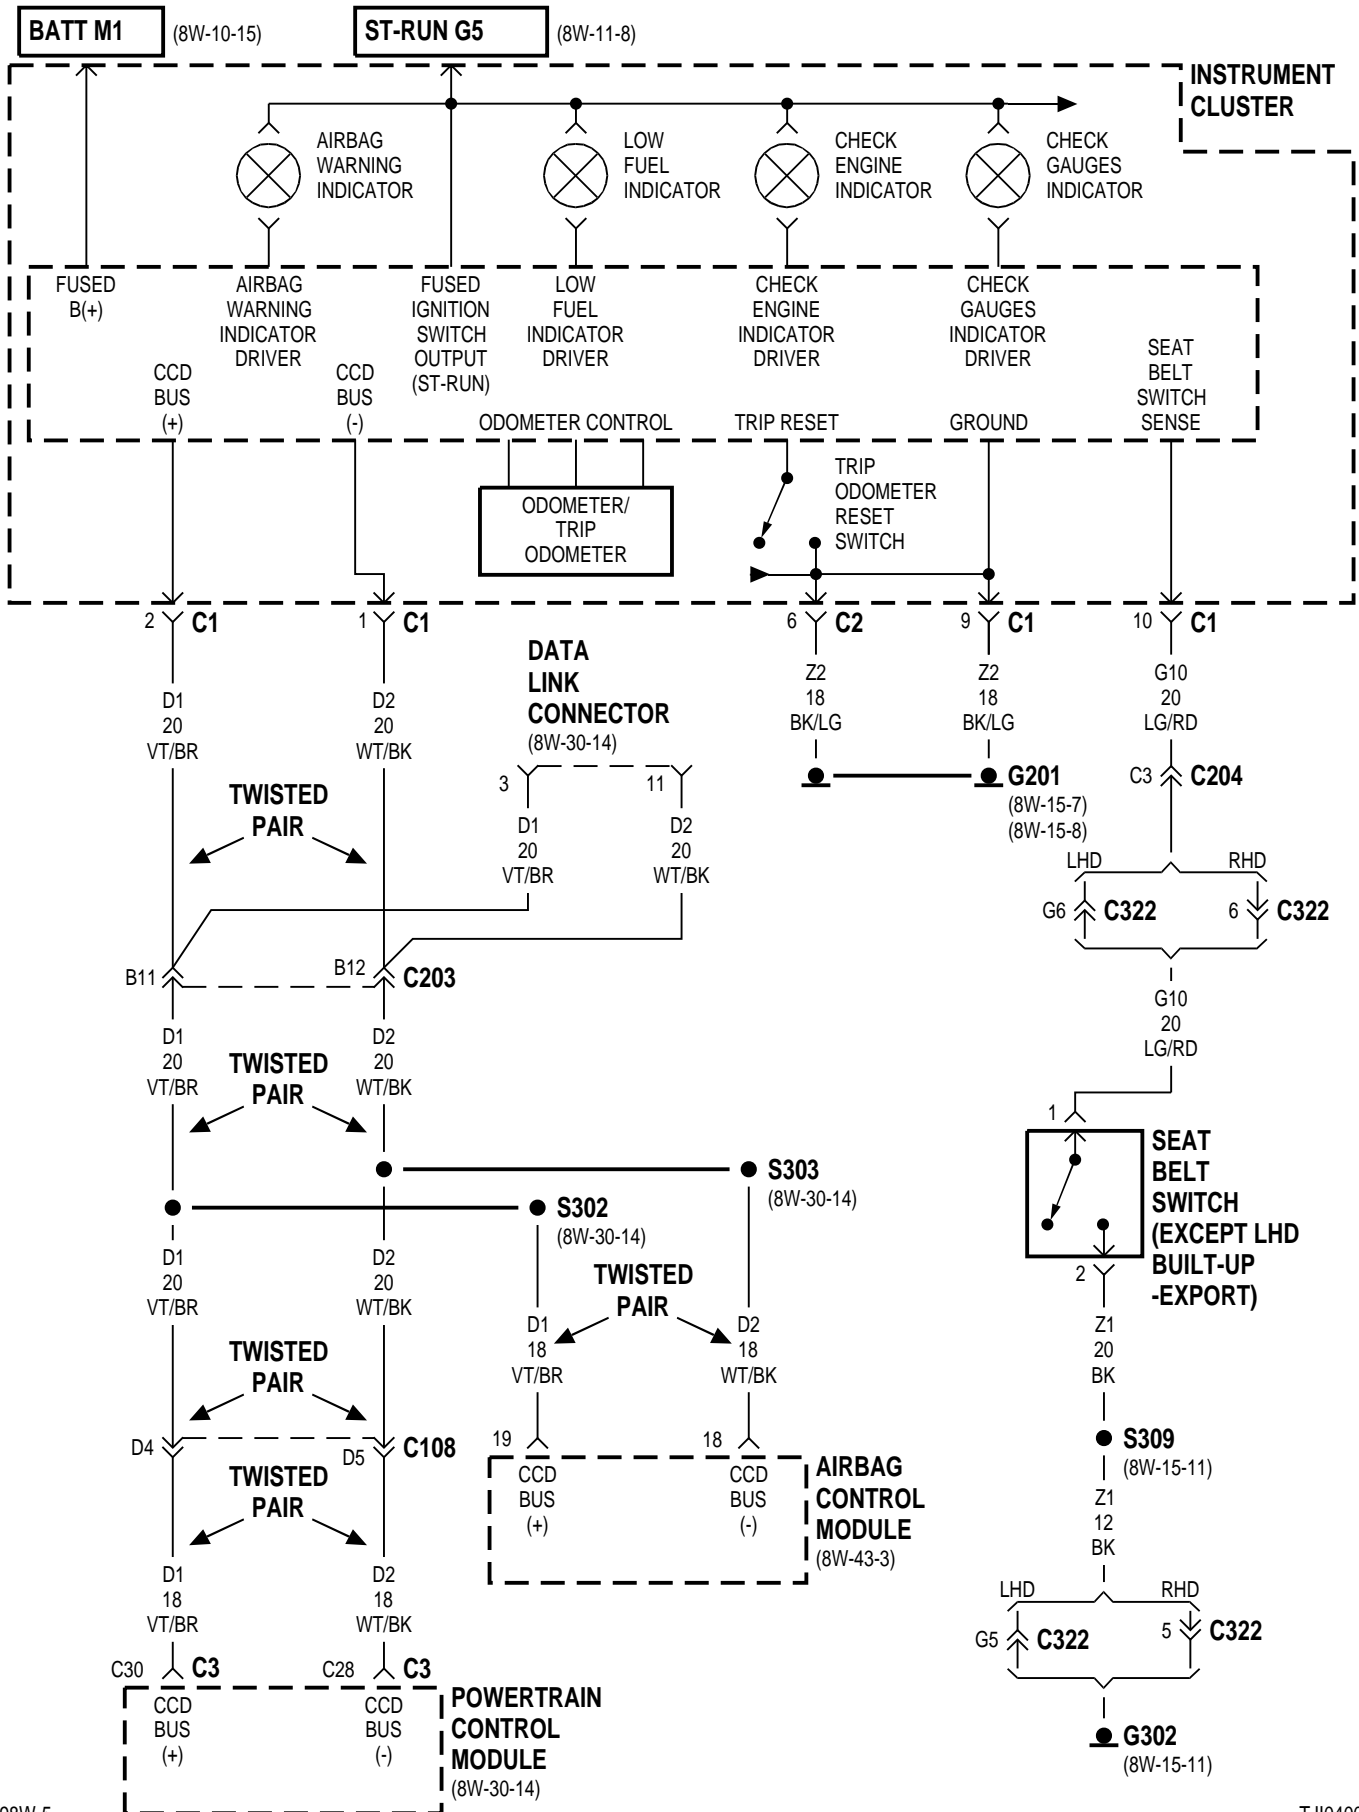 BATT M1 (8W-10-15)
ST-RUN G5 (8W-11-8)
INSTRUMENT
CLUSTER
AIRBAG
WARNING
INDICATOR
LOW
FUEL
INDICATOR
CHECK
ENGINE
INDICATOR
CHECK
GAUGES
INDICATOR
FUSED
B(+)
AIRBAG
WARNING
INDICATOR
DRIVER
FUSED
IGNITION
SWITCH
OUTPUT
(ST-RUN)
LOW
FUEL
INDICATOR
DRIVER
CHECK
ENGINE
INDICATOR
DRIVER
CHECK
GAUGES
INDICATOR
DRIVER
SEAT
BELT
SWITCH
SENSE
CCD
BUS
(+)
CCD
BUS
(-)
ODOMETER CONTROL
TRIP RESET
GROUND
ODOMETER/
TRIP
ODOMETER
TRIP
ODOMETER
RESET
SWITCH
2 C1
1 C1
6 C2
9 C1
10 C1
D1
20
VT/BR
D2
20
WT/BK
DATA
LINK
CONNECTOR
(8W-30-14)
3
11
D1
20
VT/BR
D2
20
WT/BK
Z2
18
BK/LG
Z2
18
BK/LG
G201
(8W-15-7)
(8W-15-8)
G10
20
LG/RD
C3 C204
LHD
RHD
G6 C322
6 C322
G10
20
LG/RD
TWISTED
PAIR
B11
B12 C203
D1
20
VT/BR
D2
20
WT/BK
TWISTED
PAIR
S303
(8W-30-14)
S302
(8W-30-14)
D1
20
VT/BR
D2
20
WT/BK
TWISTED
PAIR
D1
18
VT/BR
D2
18
WT/BK
TWISTED
PAIR
D4
D5 C108
TWISTED
PAIR
19
18
CCD
BUS
(+)
CCD
BUS
(-)
AIRBAG
CONTROL
MODULE
(8W-43-3)
D1
18
VT/BR
D2
18
WT/BK
C30 C3
C28 C3
CCD
BUS
(+)
CCD
BUS
(-)
POWERTRAIN
CONTROL
MODULE
(8W-30-14)
1
SEAT
BELT
SWITCH
(EXCEPT LHD
BUILT-UP
-EXPORT)
2
Z1
20
BK
S309
(8W-15-11)
Z1
12
BK
LHD
RHD
G5 C322
5 C322
G302
(8W-15-11)